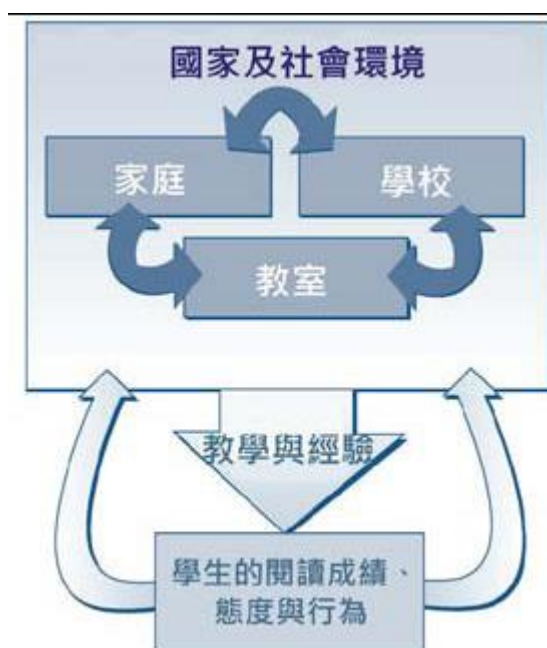 國家及社會環境
家庭
學校
教室
教學與經驗
學生的閱讀成績、
態度與行為